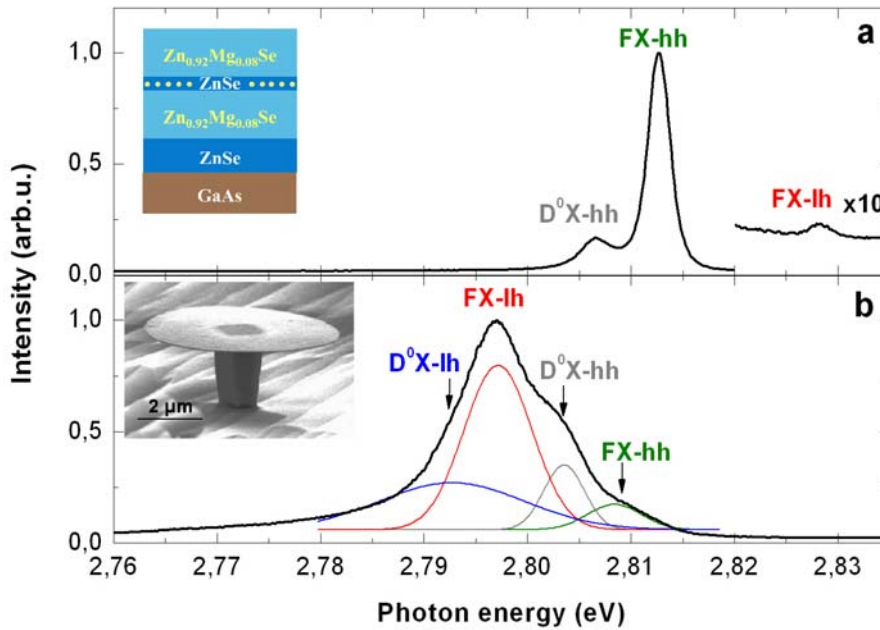 a
FX-hh
Zn0.92Mg0.08Se
ZnSe
Zn0.92Mg0.08Se
ZnSe
GaAs
D⁰X-hh
FX-lh x10
1,0
0,5
0,0
b
FX-lh
D⁰X-lh
D⁰X-hh
FX-hh
2 µm
1,0
0,5
0,0
Intensity (arb.u.)
2,76 2,77 2,78 2,79 2,80 2,81 2,82 2,83
Photon energy (eV)